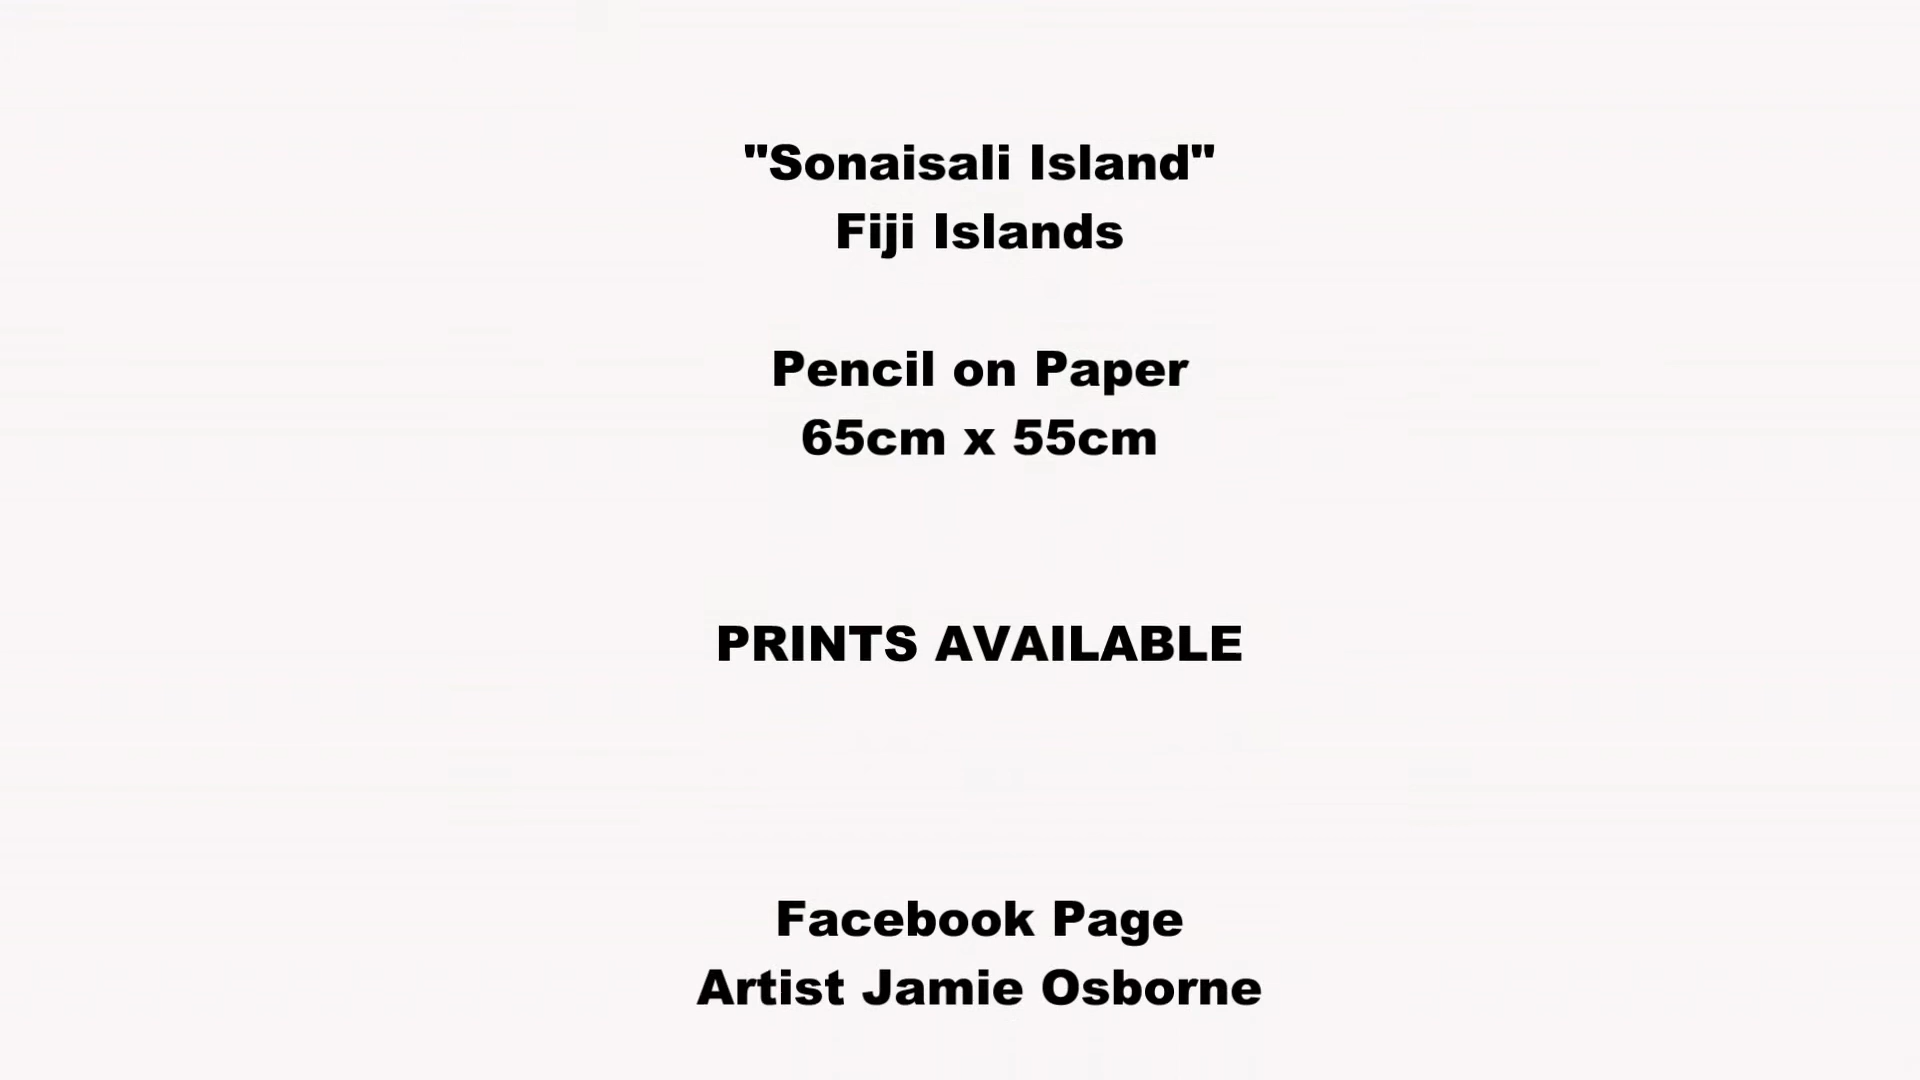 "Sonaisali Island"
Fiji Islands
Pencil on Paper
65cm x 55cm
PRINTS AVAILABLE
Facebook Page
Artist Jamie Osborne